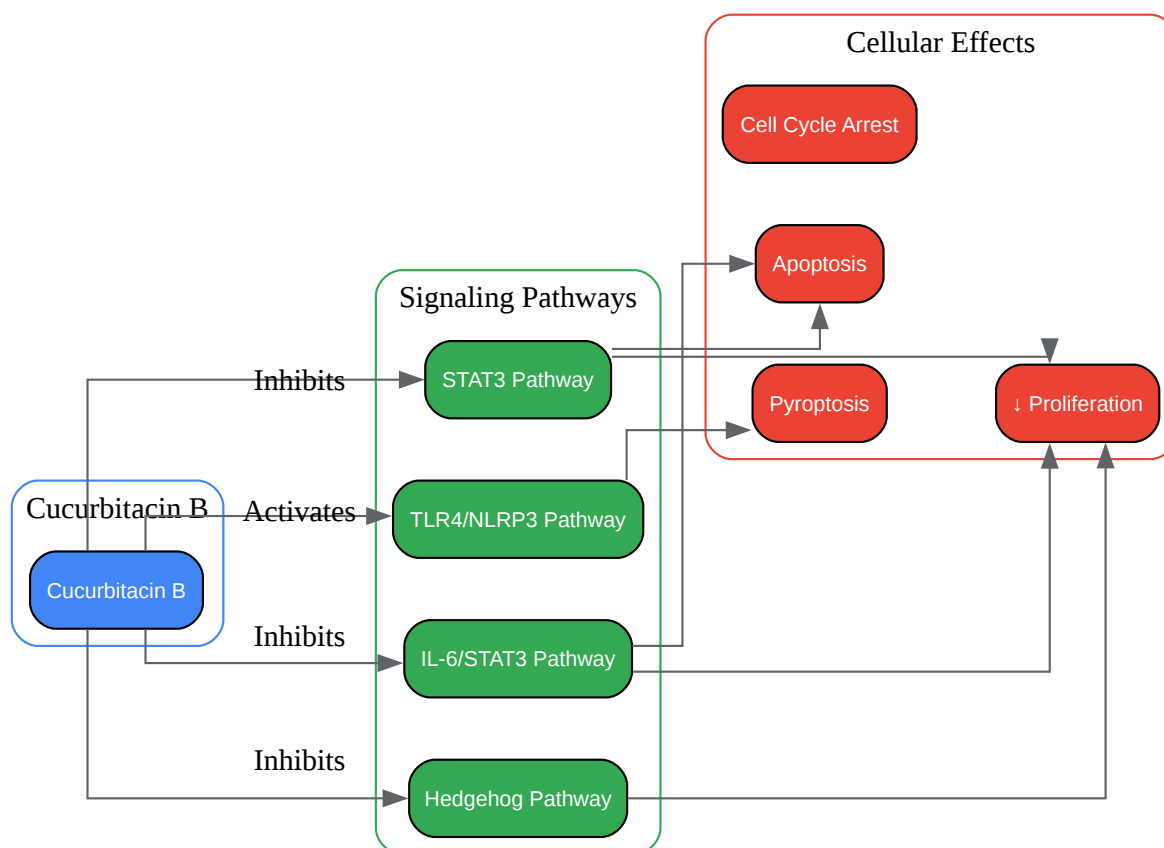 Cellular Effects
Cell Cycle Arrest
Apoptosis
Signaling Pathways
STAT3 Pathway
Inhibits
Pyroptosis
↓ Proliferation
Cucurbitacin B
Activates
TLR4/NLRP3 Pathway
Cucurbitacin B
Inhibits
IL-6/STAT3 Pathway
Inhibits
Hedgehog Pathway